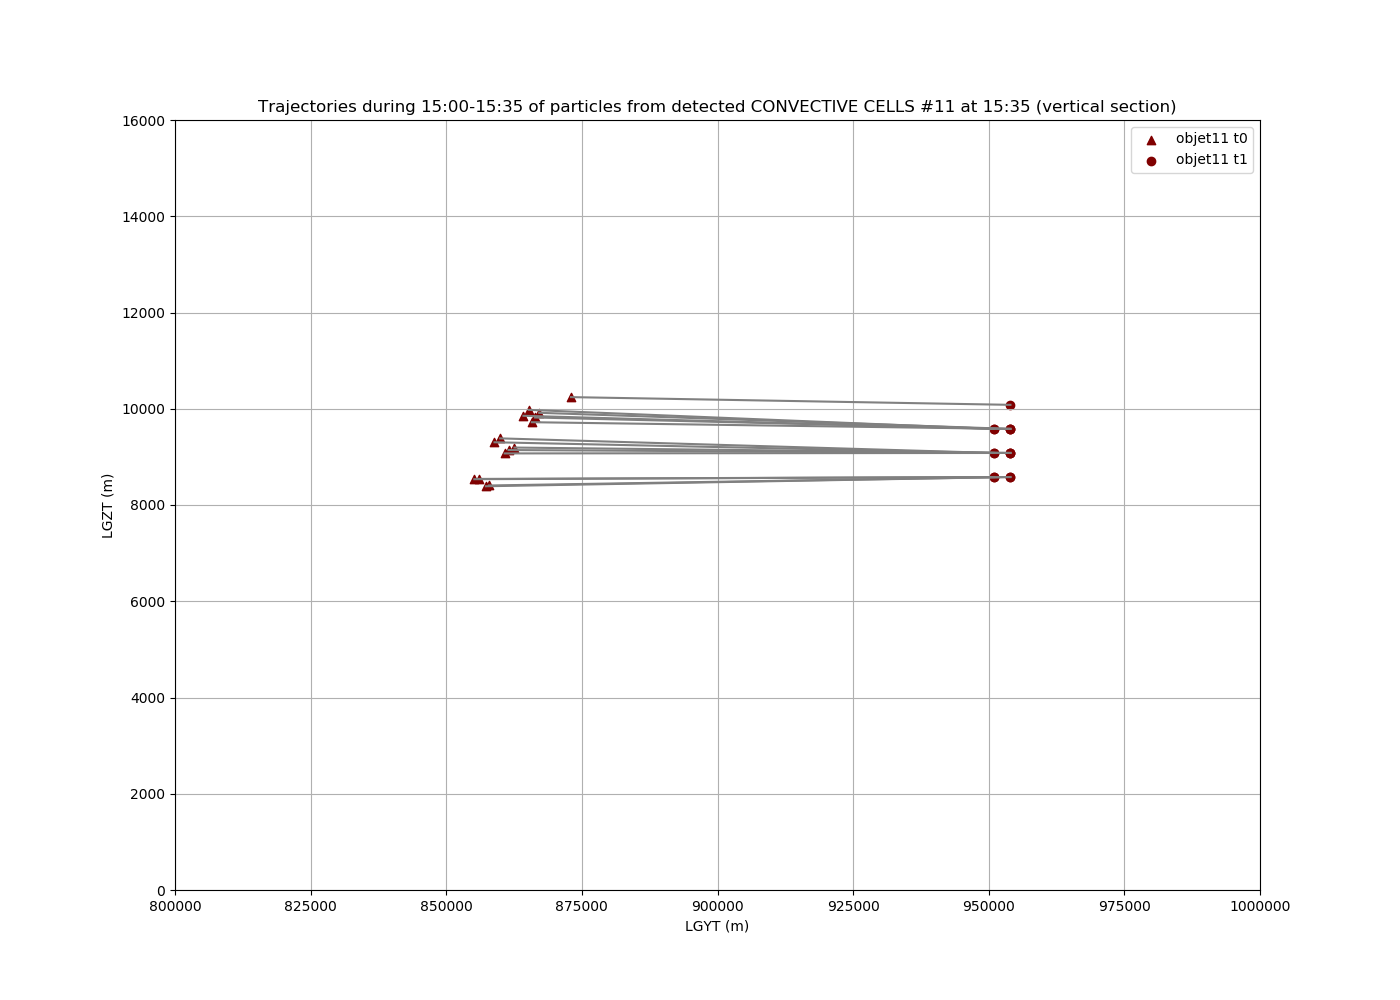 Trajectories during 15:00-15:35 of particles from detected CONVECTIVE CELLS #11 at 15:35 (vertical section)
objet11 t0
objet11 t1
16000
14000
12000
10000
8000
6000
4000
2000
0
LGZT (m)
800000 825000 850000 875000 900000 925000 950000 975000 1000000
LGYT (m)